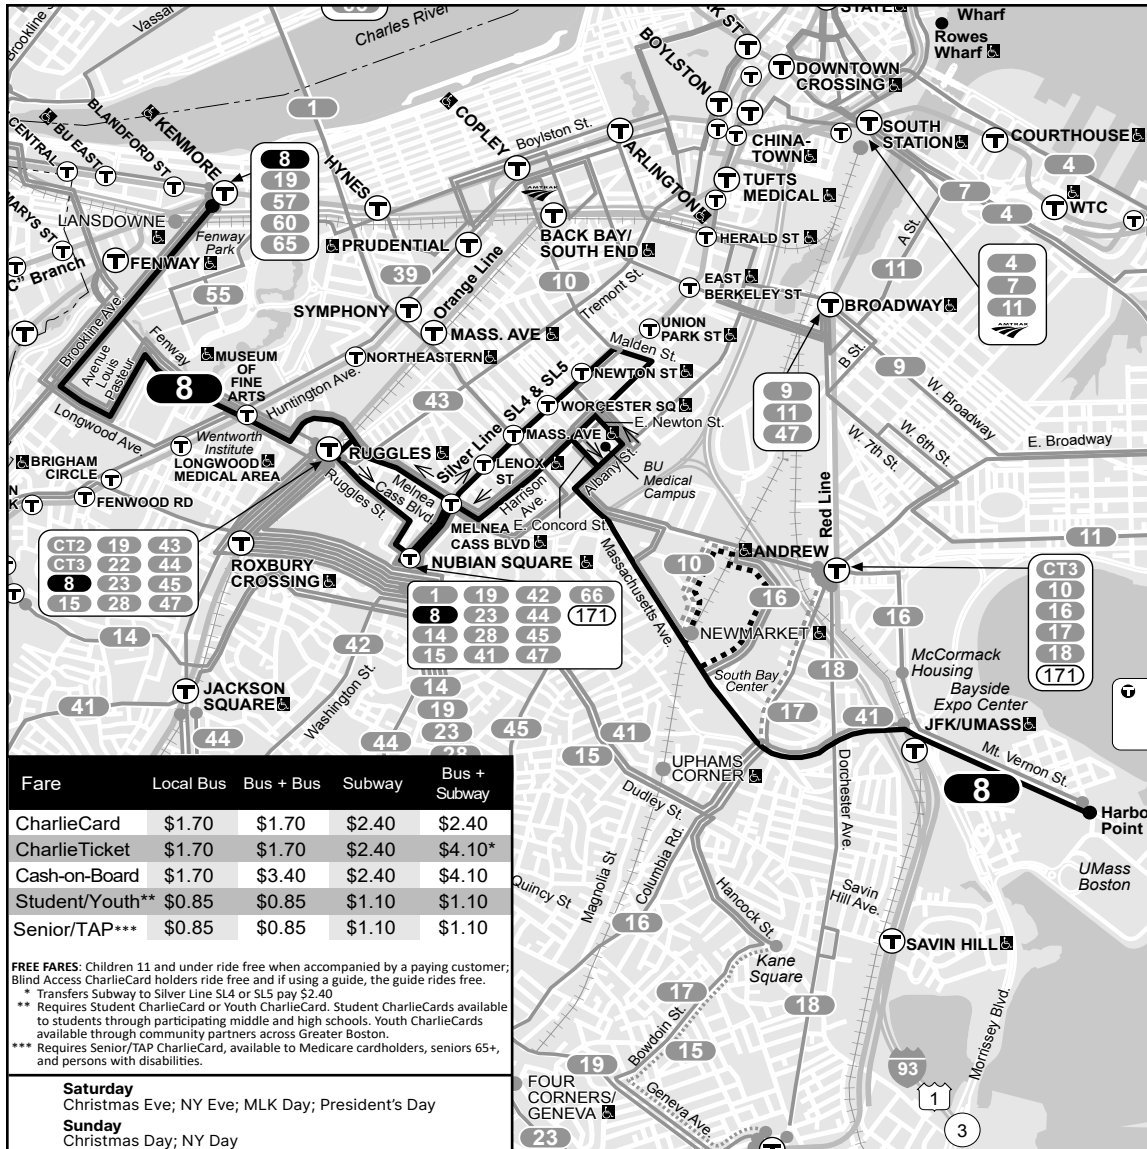 Brookline St.
Vassar
Charles River
1
CENTRAL
BU EAST
BLANDFORD ST
KENMORE
8
19
57
60
65
HYNES
COPLEY
Boylston St.
AMTRAK
ARLINGTON
BOYLSTON
PARK ST
STATE
DOWNTOWN
CROSSING
CHINA-
TOWN
TUFTS
MEDICAL
SOUTH
STATION
Wharf
Rowes
Wharf
COURTHOUSE
4
7
4
WTC
4
7
11
AMTRAK
A St.
11
LANSDOWNE
Fenway
Park
MARYS ST
"C" Branch
FENWAY
55
PRUDENTIAL
39
SYMPHONY
Orange Line
MASS. AVE
BACK BAY/
SOUTH END
10
Tremont St.
HERALD ST
EAST
BERKELEY ST
UNION
PARK ST
Malden St.
BROADWAY
9
11
47
B St.
9
W. Broadway
W. 6th St.
W. 7th St.
E. Broadway
Brookline Ave.
Avenue
Louis
Pasteur
Fenway
8
MUSEUM
OF
FINE
ARTS
Huntington Ave.
NORTHEASTERN
Longwood Ave.
Wentworth
Institute
LONGWOOD
MEDICAL AREA
BRIGHAM
CIRCLE
FENWOOD RD
43
Silver Line SL4 & SL5
NEWTON ST
WORCESTER SQ
E. Newton St.
MASS. AVE
LENOX
ST
Harrison
Ave.
Albany St.
BU
Medical
Campus
E. Concord St.
RUGGLES
Ruggles St.
Melnea
Cass Blvd
MELNEA
CASS BLVD
NUBIAN SQUARE
CT2 19 43
CT3 22 44
8 23 45
15 28 47
ROXBURY
CROSSING
1 19 42 66
8 23 44 171
14 28 45
15 41 47
Massachusetts Ave.
10
16
NEWMARKET
South Bay
Center
Red Line
ANDREW
11
CT3
10
16
17
18
171
16
McCormack
Housing
Bayside
Expo Center
JFK/UMASS
18
17
41
Mt. Vernon St.
8
Harbo
Point
UMass
Boston
14
42
Washington St.
JACKSON
SQUARE
41
44
44
14
19
23
28
45
41
15
UPHAMS
CORNER
Dudley St.
Dorchester Ave.
Quincy St
Magnolia St
Columbia Rd.
16
Hancock St.
Kane
Square
Savin
Hill Ave.
SAVIN HILL
17
18
Bowdoin St.
15
19
FOUR
CORNERS/
GENEVA
Geneva Ave.
23
93
1
3
Morrissey Blvd.
Fare Local Bus Bus + Bus Subway Bus + Subway
CharlieCard $1.70 $1.70 $2.40 $2.40
CharlieTicket $1.70 $1.70 $2.40 $4.10*
Cash-on-Board $1.70 $3.40 $2.40 $4.10
Student/Youth** $0.85 $0.85 $1.10 $1.10
Senior/TAP*** $0.85 $0.85 $1.10 $1.10
FREE FARES: Children 11 and under ride free when accompanied by a paying customer;
Blind Access CharlieCard holders ride free and if using a guide, the guide rides free.
* Transfers Subway to Silver Line SL4 or SL5 pay $2.40
** Requires Student CharlieCard or Youth CharlieCard. Student CharlieCards available
to students through participating middle and high schools. Youth CharlieCards
available through community partners across Greater Boston.
*** Requires Senior/TAP CharlieCard, available to Medicare cardholders, seniors 65+,
and persons with disabilities.
Saturday
Christmas Eve; NY Eve; MLK Day; President's Day
Sunday
Christmas Day; NY Day